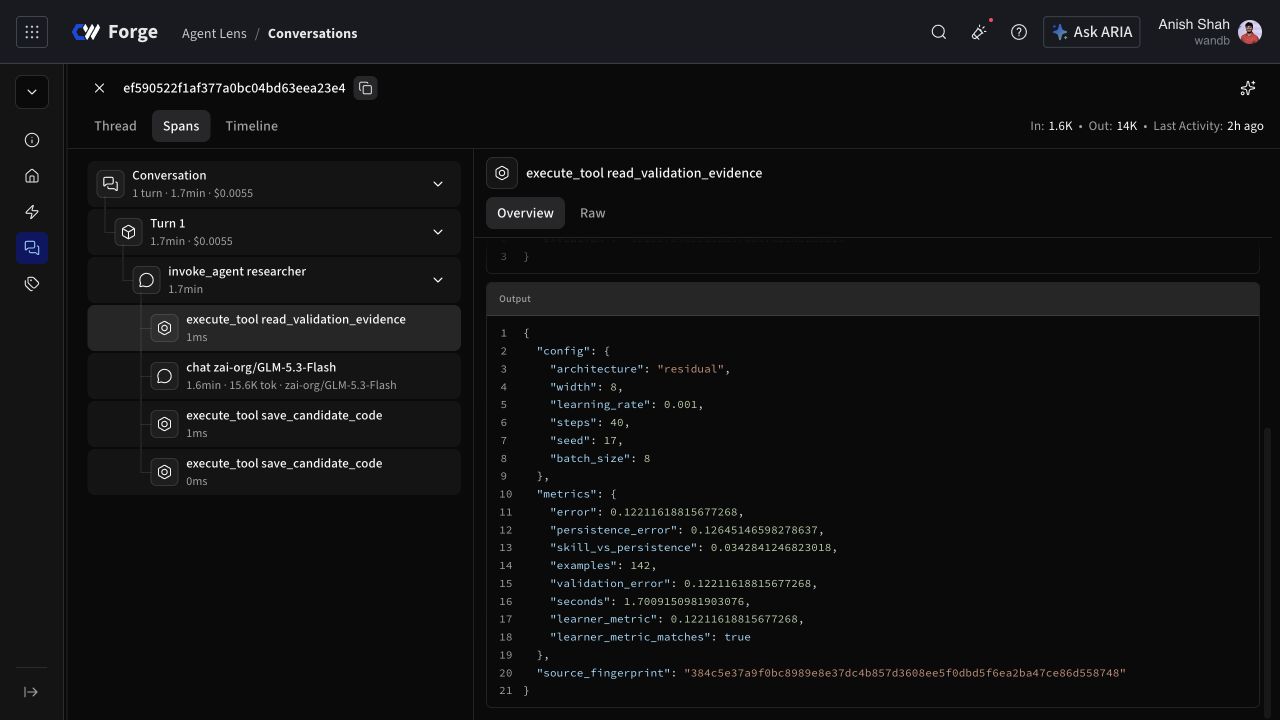 Forge
Agent Lens / Conversations
Ask ARIA
Anish Shah
wandb
ef590522f1af377a0bc04bd63eea23e4
Thread
Spans
Timeline
In: 1.6K • Out: 14K • Last Activity: 2h ago
Conversation
1 turn · 1.7min · $0.0055
Turn 1
1.7min · $0.0055
invoke_agent researcher
1.7min
execute_tool read_validation_evidence
1ms
chat zai-org/GLM-5.3-Flash
1.6min · 15.6K tok · zai-org/GLM-5.3-Flash
execute_tool save_candidate_code
1ms
execute_tool save_candidate_code
0ms
execute_tool read_validation_evidence
Overview
Raw
3 }
Output
1 {
2 "config": {
3 "architecture": "residual",
4 "width": 8,
5 "learning_rate": 0.001,
6 "steps": 40,
7 "seed": 17,
8 "batch_size": 8
9 },
10 "metrics": {
11 "error": 0.12211618815677268,
12 "persistence_error": 0.12645146598278637,
13 "skill_vs_persistence": 0.0342841246823018,
14 "examples": 142,
15 "validation_error": 0.12211618815677268,
16 "seconds": 1.7009150981903076,
17 "learner_metric": 0.12211618815677268,
18 "learner_metric_matches": true
19 },
20 "source_fingerprint": "384c5e37a9f0bc8989e8e37dc4b857d3608ee5f0dbd5f6ea2ba47ce86d558748"
21 }